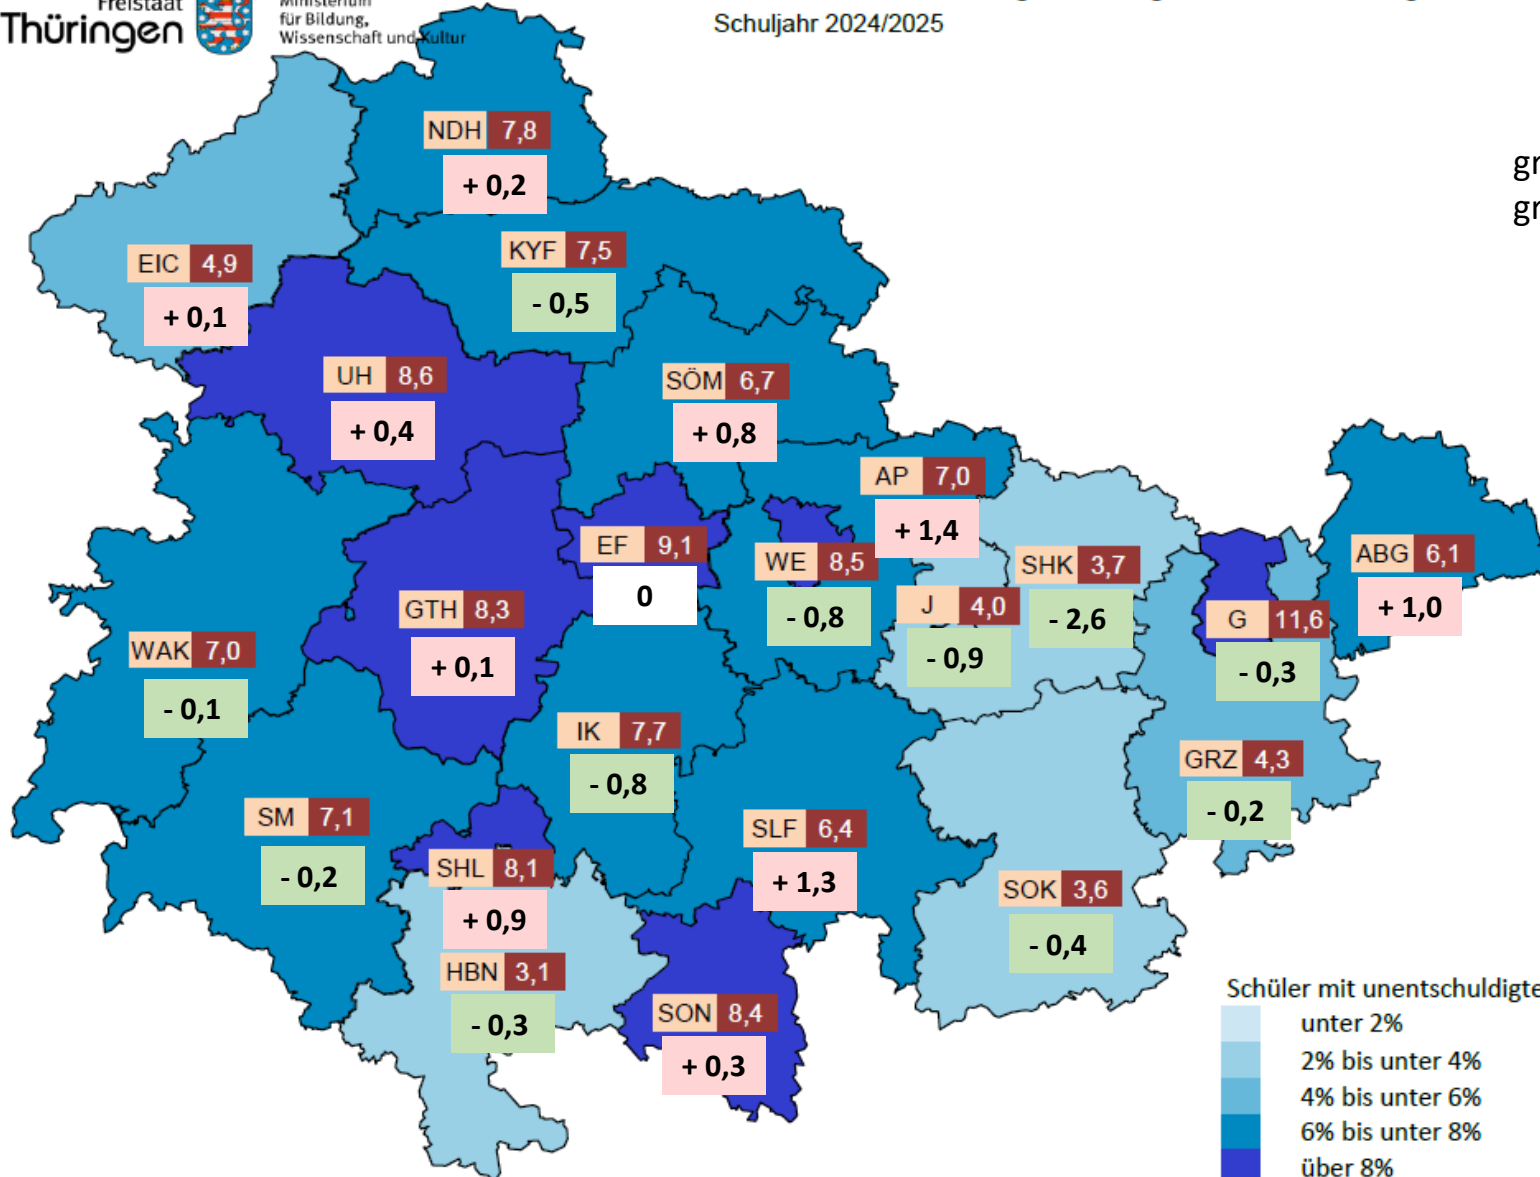 Freistaat
Thüringen
Ministerium
für Bildung,
Wissenschaft und Kultur
Schuljahr 2024/2025
NDH 7,8
+ 0,2
KYF 7,5
- 0,5
EIC 4,9
+ 0,1
UH 8,6
+ 0,4
SÖM 6,7
+ 0,8
AP 7,0
+ 1,4
EF 9,1
0
WE 8,5
- 0,8
J 4,0
- 0,9
SHK 3,7
- 2,6
G 11,6
- 0,3
ABG 6,1
+ 1,0
GTH 8,3
+ 0,1
WAK 7,0
- 0,1
IK 7,7
- 0,8
GRZ 4,3
- 0,2
SM 7,1
- 0,2
SLF 6,4
+ 1,3
SHL 8,1
+ 0,9
SOK 3,6
- 0,4
HBN 3,1
- 0,3
SON 8,4
+ 0,3
gr
gr
Schüler mit unentschuldigte
unter 2%
2% bis unter 4%
4% bis unter 6%
6% bis unter 8%
über 8%